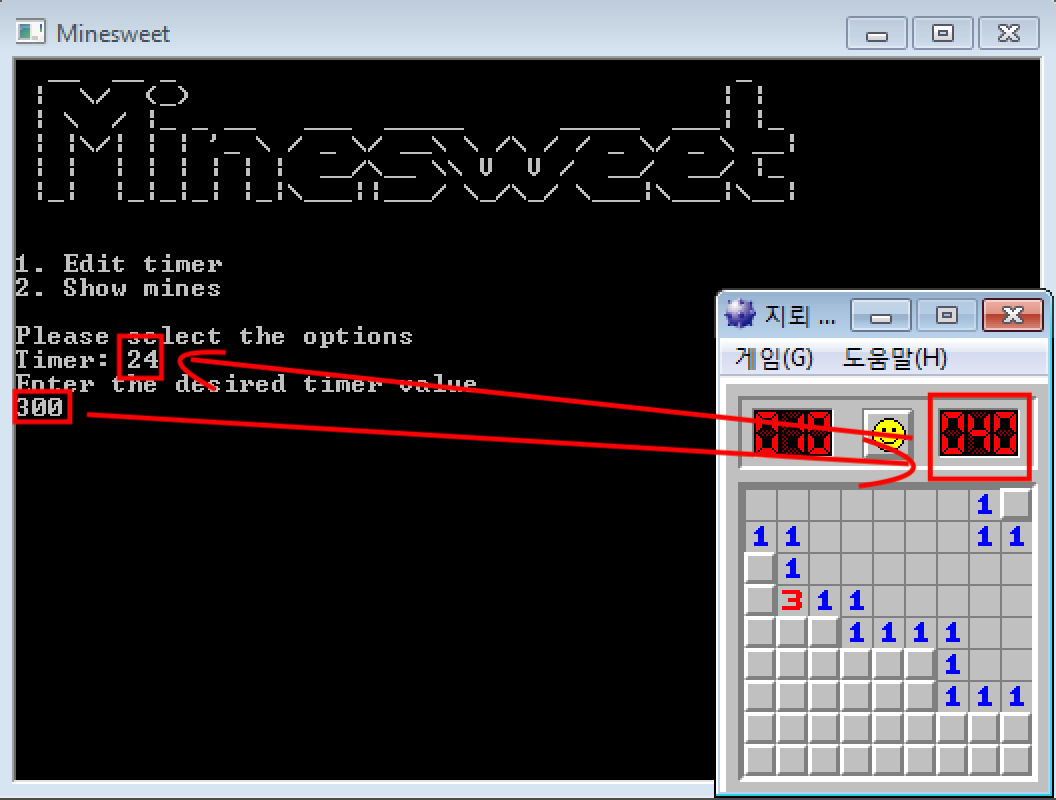 Minesweet
Minesweet
1. Edit timer
2. Show mines
Please select the options
Timer: 24
Enter the desired timer value
300
지뢰 ...
게임(G) 도움말(H)
010 040
1
1 1 1 1
1
3 1 1
1 1 1 1
1
1 1 1